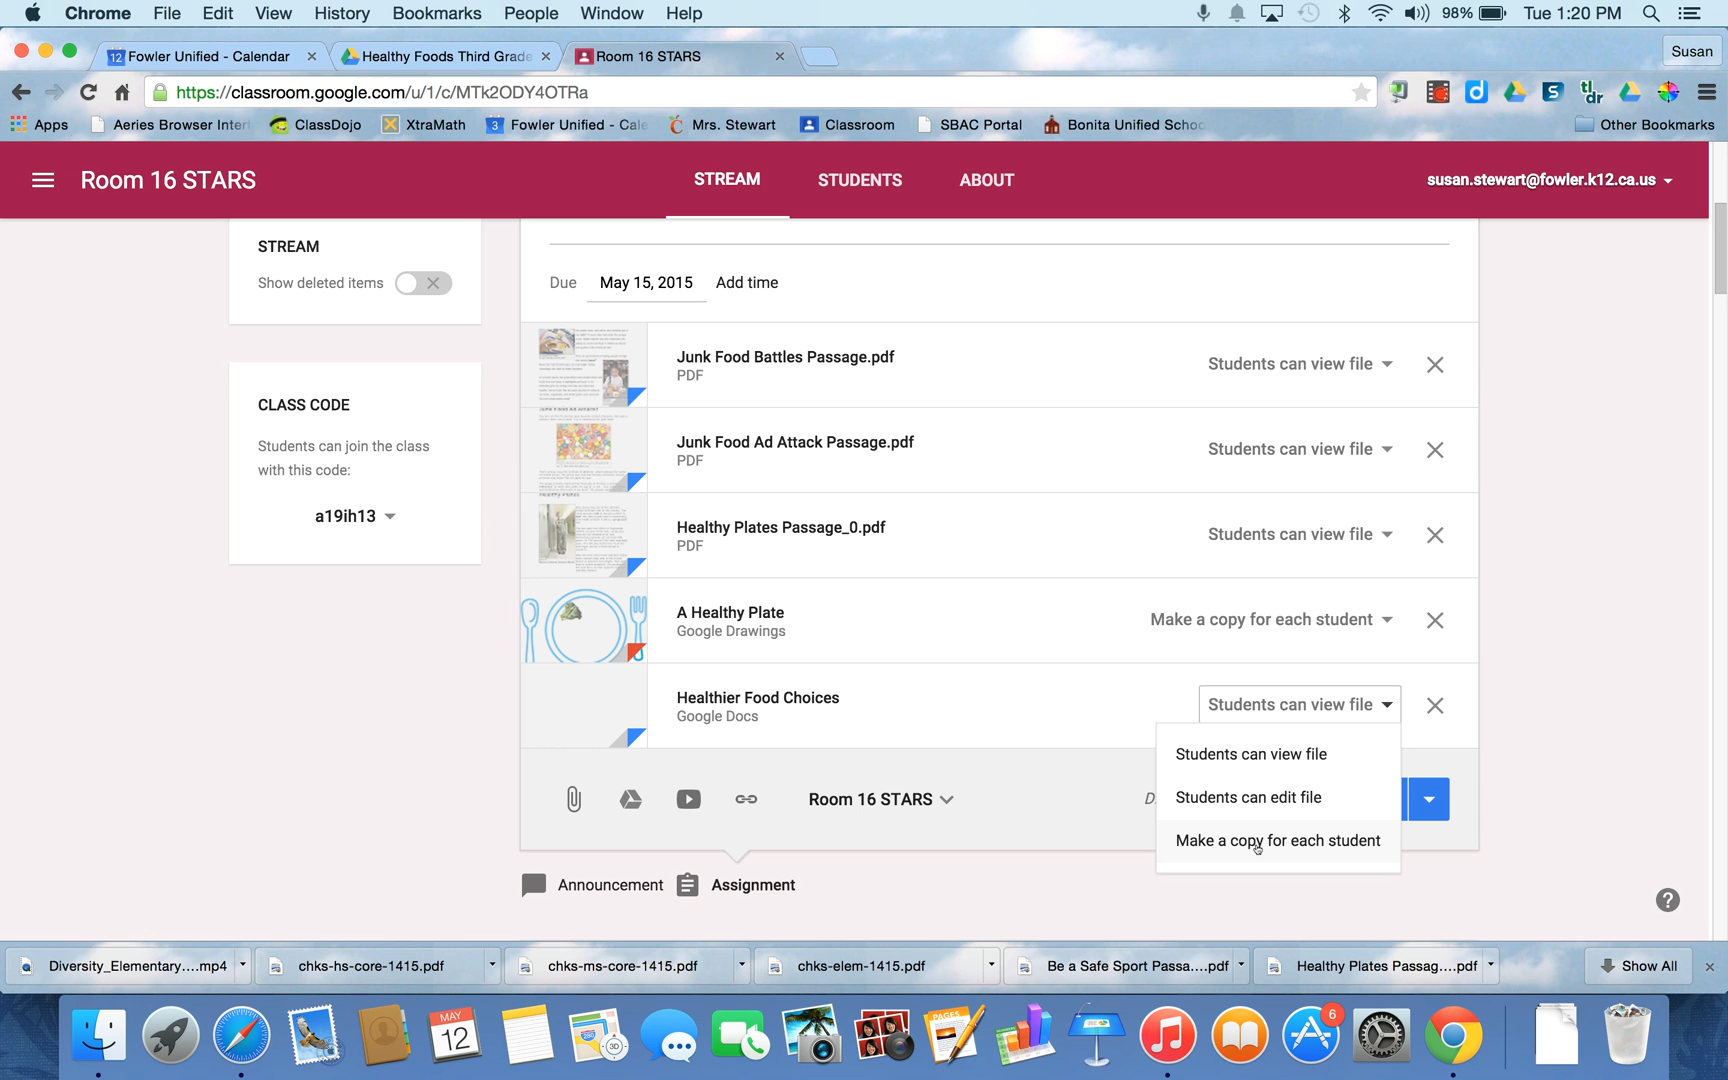 Chrome File Edit View History Bookmarks People Window Help 98% Tue 1:20 PM
12 Fowler Unified - Calendar Healthy Foods Third Grade Room 16 STARS Susan
https://classroom.google.com/u/1/c/MTk2ODY4OTRa
Apps Aeries Browser Inter ClassDojo XtraMath 3 Fowler Unified - Cale Mrs. Stewart Classroom SBAC Portal Bonita Unified Schoo Other Bookmarks
Room 16 STARS STREAM STUDENTS ABOUT susan.stewart@fowler.k12.ca.us
STREAM
Show deleted items
Due May 15, 2015 Add time
Junk Food Battles Passage.pdf
PDF
Students can view file
CLASS CODE
Students can join the class
with this code:
a19ih13
Junk Food Ad Attack Passage.pdf
PDF
Students can view file
Healthy Plates Passage_0.pdf
PDF
Students can view file
A Healthy Plate
Google Drawings
Make a copy for each student
Healthier Food Choices
Google Docs
Students can view file
Students can view file
Students can edit file
Make a copy for each student
Room 16 STARS
Announcement Assignment
Diversity_Elementary....mp4 chks-hs-core-1415.pdf chks-ms-core-1415.pdf chks-elem-1415.pdf Be a Safe Sport Passa....pdf Healthy Plates Passag....pdf Show All
MAY
12
3D
PAGES
6